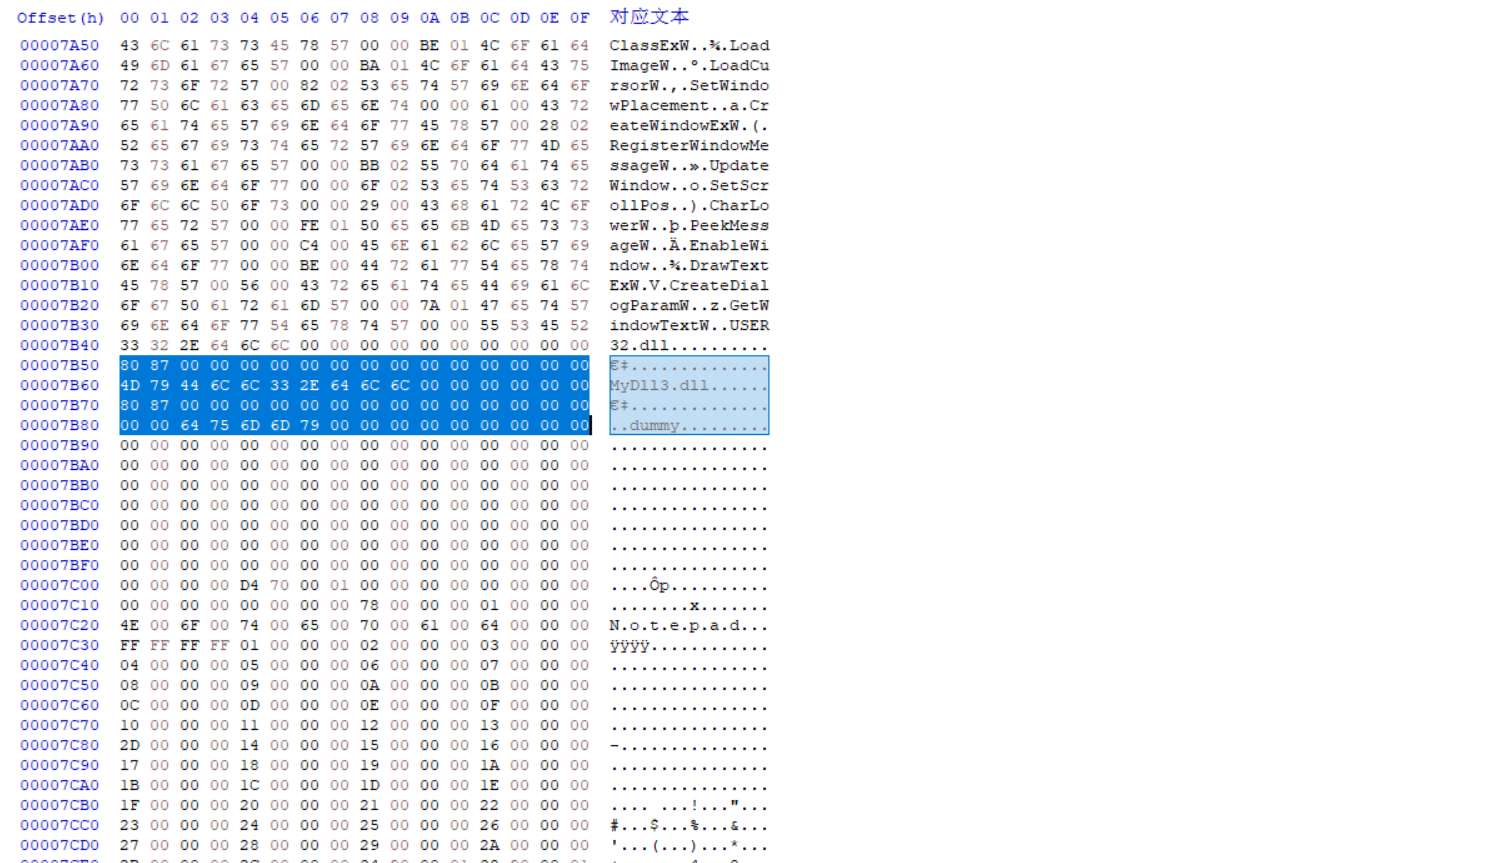 Offset(h) 00 01 02 03 04 05 06 07 08 09 0A 0B 0C 0D 0E 0F 对应文本
00007A50 43 6C 61 73 73 45 78 57 00 00 BE 01 4C 6F 61 64 ClassExW..¾.Load
00007A60 49 6D 61 67 65 57 00 00 BA 01 4C 6F 61 64 43 75 ImageW..º.LoadCu
00007A70 72 73 6F 72 57 00 82 02 53 65 74 57 69 6E 64 6F rsorW.‚.SetWindo
00007A80 77 50 6C 61 63 65 6D 65 6E 74 00 00 61 00 43 72 wPlacement..a.Cr
00007A90 65 61 74 65 57 69 6E 64 6F 77 45 78 57 00 28 02 eateWindowExW.(.
00007AA0 52 65 67 69 73 74 65 72 57 69 6E 64 6F 77 4D 65 RegisterWindowMe
00007AB0 73 73 61 67 65 57 00 00 BB 02 55 70 64 61 74 65 ssageW..».Update
00007AC0 57 69 6E 64 6F 77 00 00 6F 02 53 65 74 53 63 72 Window..o.SetScr
00007AD0 6F 6C 6C 50 6F 73 00 00 29 00 43 68 61 72 4C 6F ollPos..).CharLo
00007AE0 77 65 72 57 00 00 FE 01 50 65 65 6B 4D 65 73 73 werW..þ.PeekMess
00007AF0 61 67 65 57 00 00 C4 00 45 6E 61 62 6C 65 57 69 ageW..Ä.EnableWi
00007B00 6E 64 6F 77 00 00 BE 00 44 72 61 77 54 65 78 74 ndow..¾.DrawText
00007B10 45 78 57 00 56 00 43 72 65 61 74 65 44 69 61 6C ExW.V.CreateDial
00007B20 6F 67 50 61 72 61 6D 57 00 00 7A 01 47 65 74 57 ogParamW..z.GetW
00007B30 69 6E 64 6F 77 54 65 78 74 57 00 00 55 53 45 52 indowTextW..USER
00007B40 33 32 2E 64 6C 6C 00 00 00 00 00 00 00 00 00 00 32.dll..........
00007B50 80 87 00 00 00 00 00 00 00 00 00 00 00 00 00 00 €‡..............
00007B60 4D 79 44 6C 6C 33 2E 64 6C 6C 00 00 00 00 00 00 MyDll3.dll......
00007B70 80 87 00 00 00 00 00 00 00 00 00 00 00 00 00 00 €‡..............
00007B80 00 00 64 75 6D 6D 79 00 00 00 00 00 00 00 00 00 ..dummy.........
00007B90 00 00 00 00 00 00 00 00 00 00 00 00 00 00 00 00 ................
00007BA0 00 00 00 00 00 00 00 00 00 00 00 00 00 00 00 00 ................
00007BB0 00 00 00 00 00 00 00 00 00 00 00 00 00 00 00 00 ................
00007BC0 00 00 00 00 00 00 00 00 00 00 00 00 00 00 00 00 ................
00007BD0 00 00 00 00 00 00 00 00 00 00 00 00 00 00 00 00 ................
00007BE0 00 00 00 00 00 00 00 00 00 00 00 00 00 00 00 00 ................
00007BF0 00 00 00 00 00 00 00 00 00 00 00 00 00 00 00 00 ................
00007C00 00 00 00 00 D4 70 00 01 00 00 00 00 00 00 00 00 ....Ôp..........
00007C10 00 00 00 00 00 00 00 00 78 00 00 00 01 00 00 00 ........x.......
00007C20 4E 00 6F 00 74 00 65 00 70 00 61 00 64 00 00 00 N.o.t.e.p.a.d...
00007C30 FF FF FF FF 01 00 00 00 02 00 00 00 03 00 00 00 ÿÿÿÿ............
00007C40 04 00 00 00 05 00 00 00 06 00 00 00 07 00 00 00 ................
00007C50 08 00 00 00 09 00 00 00 0A 00 00 00 0B 00 00 00 ................
00007C60 0C 00 00 00 0D 00 00 00 0E 00 00 00 0F 00 00 00 ................
00007C70 10 00 00 00 11 00 00 00 12 00 00 00 13 00 00 00 ................
00007C80 2D 00 00 00 14 00 00 00 15 00 00 00 16 00 00 00 -...............
00007C90 17 00 00 00 18 00 00 00 19 00 00 00 1A 00 00 00 ................
00007CA0 1B 00 00 00 1C 00 00 00 1D 00 00 00 1E 00 00 00 ................
00007CB0 1F 00 00 00 20 00 00 00 21 00 00 00 22 00 00 00 .... ...!..."...
00007CC0 23 00 00 00 24 00 00 00 25 00 00 00 26 00 00 00 #...$...%...&...
00007CD0 27 00 00 00 28 00 00 00 29 00 00 00 2A 00 00 00 '...(...)...*...